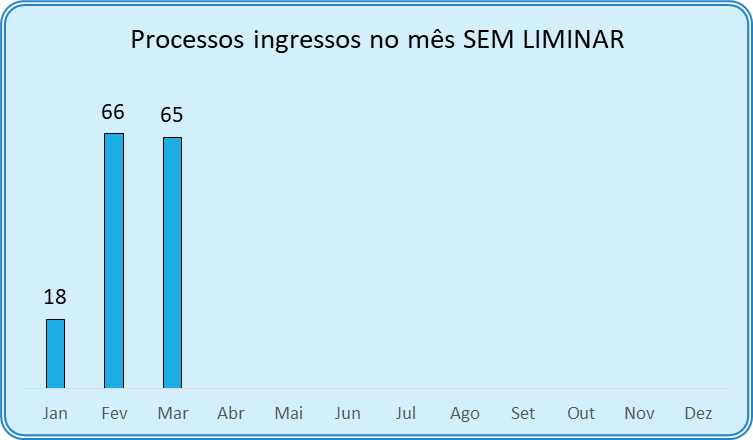 Processos ingressos no mês SEM LIMINAR
66
65
18
Jan Fev Mar Abr Mai Jun Jul Ago Set Out Nov Dez